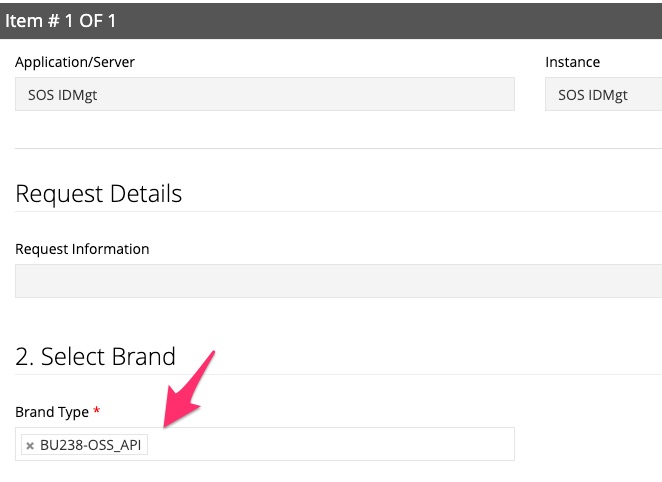 Item # 1 OF 1
Application/Server
Instance
SOS IDMgt
SOS IDMgt
Request Details
Request Information
2. Select Brand
Brand Type *
× BU238-OSS_API